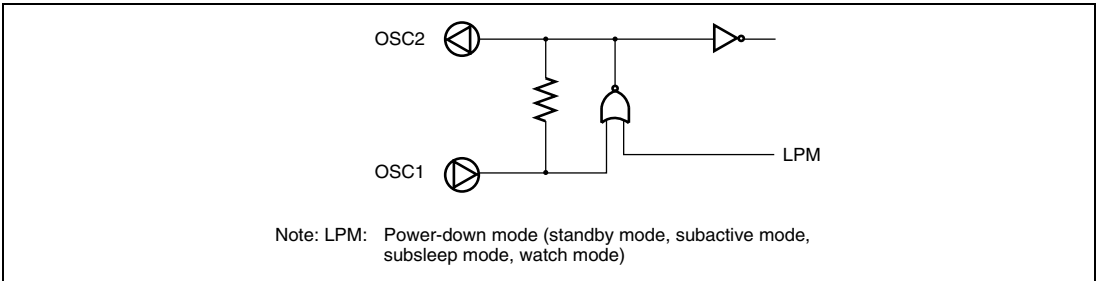 OSC2
LPM
OSC1
Note: LPM: Power-down mode (standby mode, subactive mode,
subsleep mode, watch mode)